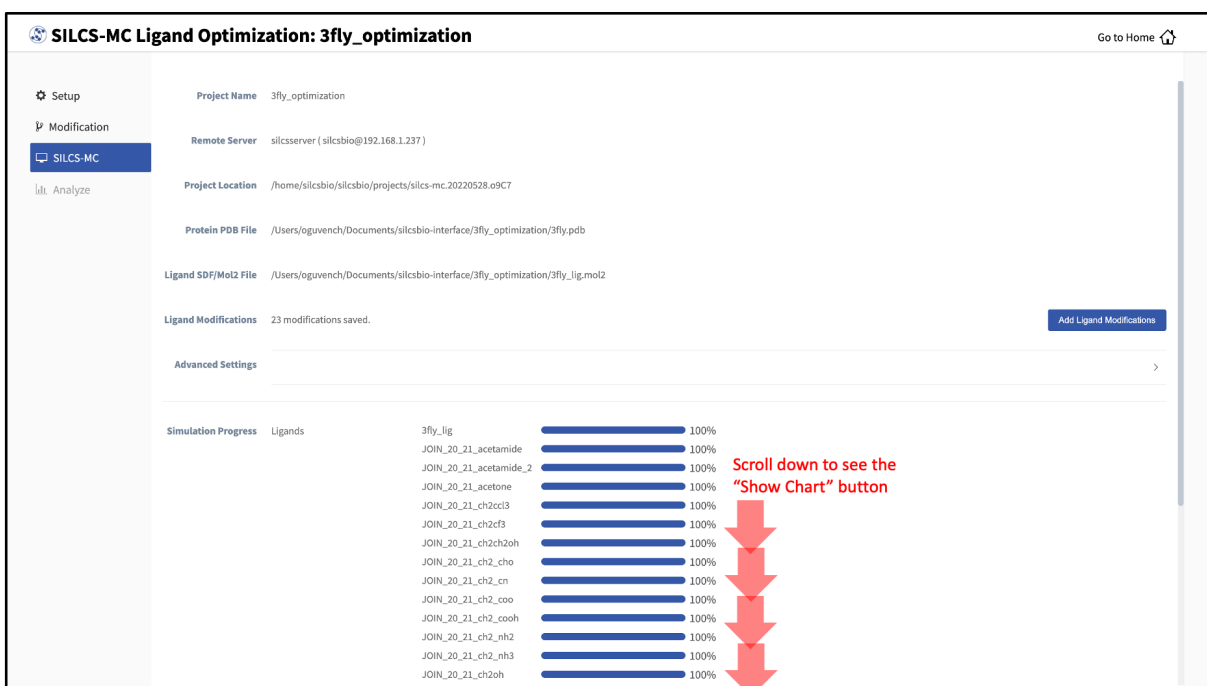 SILCS-MC Ligand Optimization: 3fly_optimization
Go to Home
Setup
Modification
SILCS-MC
Analyze
Project Name 3fly_optimization
Remote Server silcsserver ( silcsbio@192.168.1.237 )
Project Location /home/silcsbio/silcsbio/projects/silcs-mc.20220528.o9C7
Protein PDB File /Users/oguvench/Documents/silcsbio-interface/3fly_optimization/3fly.pdb
Ligand SDF/Mol2 File /Users/oguvench/Documents/silcsbio-interface/3fly_optimization/3fly_lig.mol2
Ligand Modifications 23 modifications saved. Add Ligand Modifications
Advanced Settings
Simulation Progress Ligands 3fly_lig 100%
JOIN_20_21_acetamide 100%
JOIN_20_21_acetamide_2 100%
JOIN_20_21_acetone 100%
JOIN_20_21_ch2ccl3 100%
JOIN_20_21_ch2cf3 100%
JOIN_20_21_ch2ch2oh 100%
JOIN_20_21_ch2_cho 100%
JOIN_20_21_ch2_cn 100%
JOIN_20_21_ch2_coo 100%
JOIN_20_21_ch2_cooh 100%
JOIN_20_21_ch2_nh2 100%
JOIN_20_21_ch2_nh3 100%
JOIN_20_21_ch2oh 100%
Scroll down to see the
“Show Chart” button